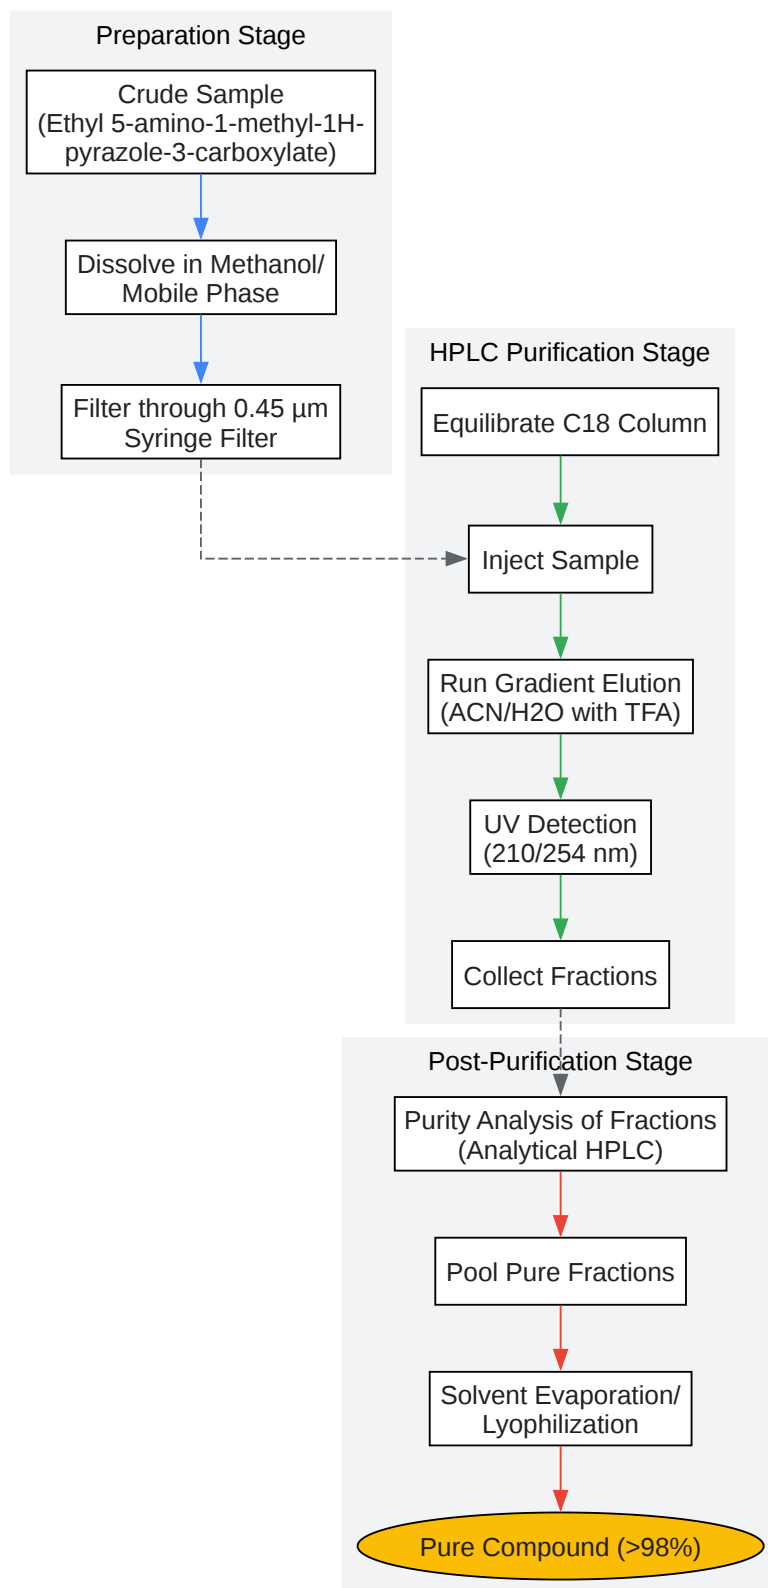 Preparation Stage
Crude Sample
(Ethyl 5-amino-1-methyl-1H-
pyrazole-3-carboxylate)
Dissolve in Methanol/
Mobile Phase
Filter through 0.45 µm
Syringe Filter
HPLC Purification Stage
Equilibrate C18 Column
Inject Sample
Run Gradient Elution
(ACN/H2O with TFA)
UV Detection
(210/254 nm)
Collect Fractions
Post-Purification Stage
Purity Analysis of Fractions
(Analytical HPLC)
Pool Pure Fractions
Solvent Evaporation/
Lyophilization
Pure Compound (>98%)